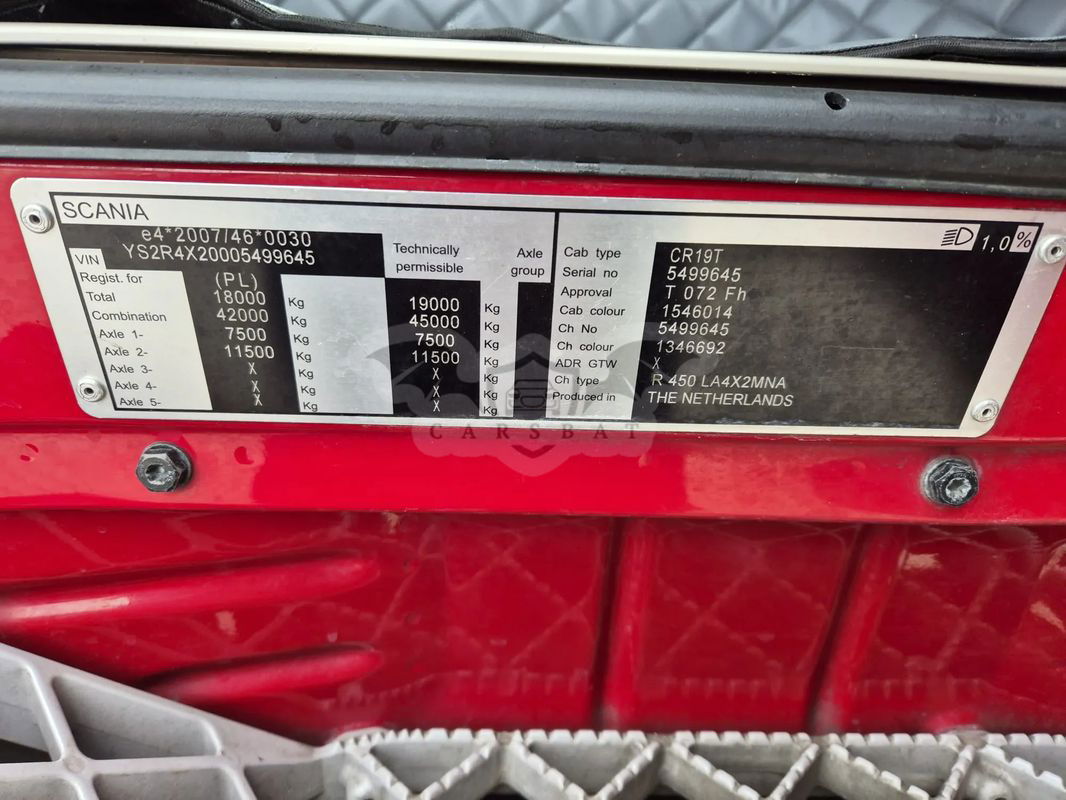 SCANIA
e4*2007/46*0030
VIN YS2R4X20005499645
Regist. for (PL)
Technically permissible
Axle group
Total 18000 Kg 19000 Kg
Combination 42000 Kg 45000 Kg
Axle 1- 7500 Kg 7500 Kg
Axle 2- 11500 Kg 11500 Kg
Axle 3- X Kg X Kg
Axle 4- X Kg X Kg
Axle 5- X Kg X Kg
1,0%
Cab type CR19T
Serial no 5499645
Approval T 072 Fh
Cab colour 1546014
Ch No 5499645
Ch colour 1346692
ADR GTW X
Ch type R 450 LA4X2MNA
Produced in THE NETHERLANDS
CARSBAT